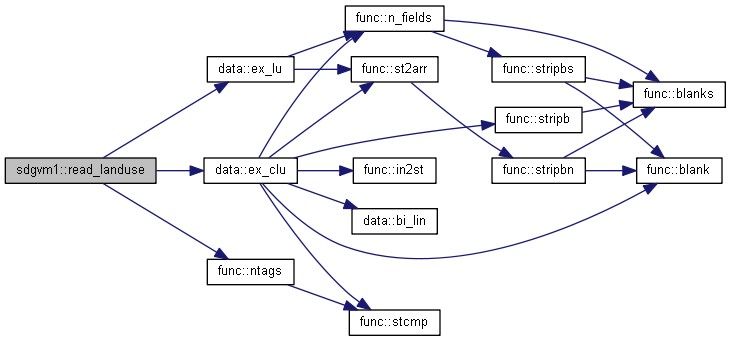 func::n_fields
data::ex_lu
func::st2arr
func::stripbs
func::blanks
func::stripb
sdgvm1::read_landuse
data::ex_clu
func::in2st
func::stripbn
func::blank
data::bi_lin
func::ntags
func::stcmp